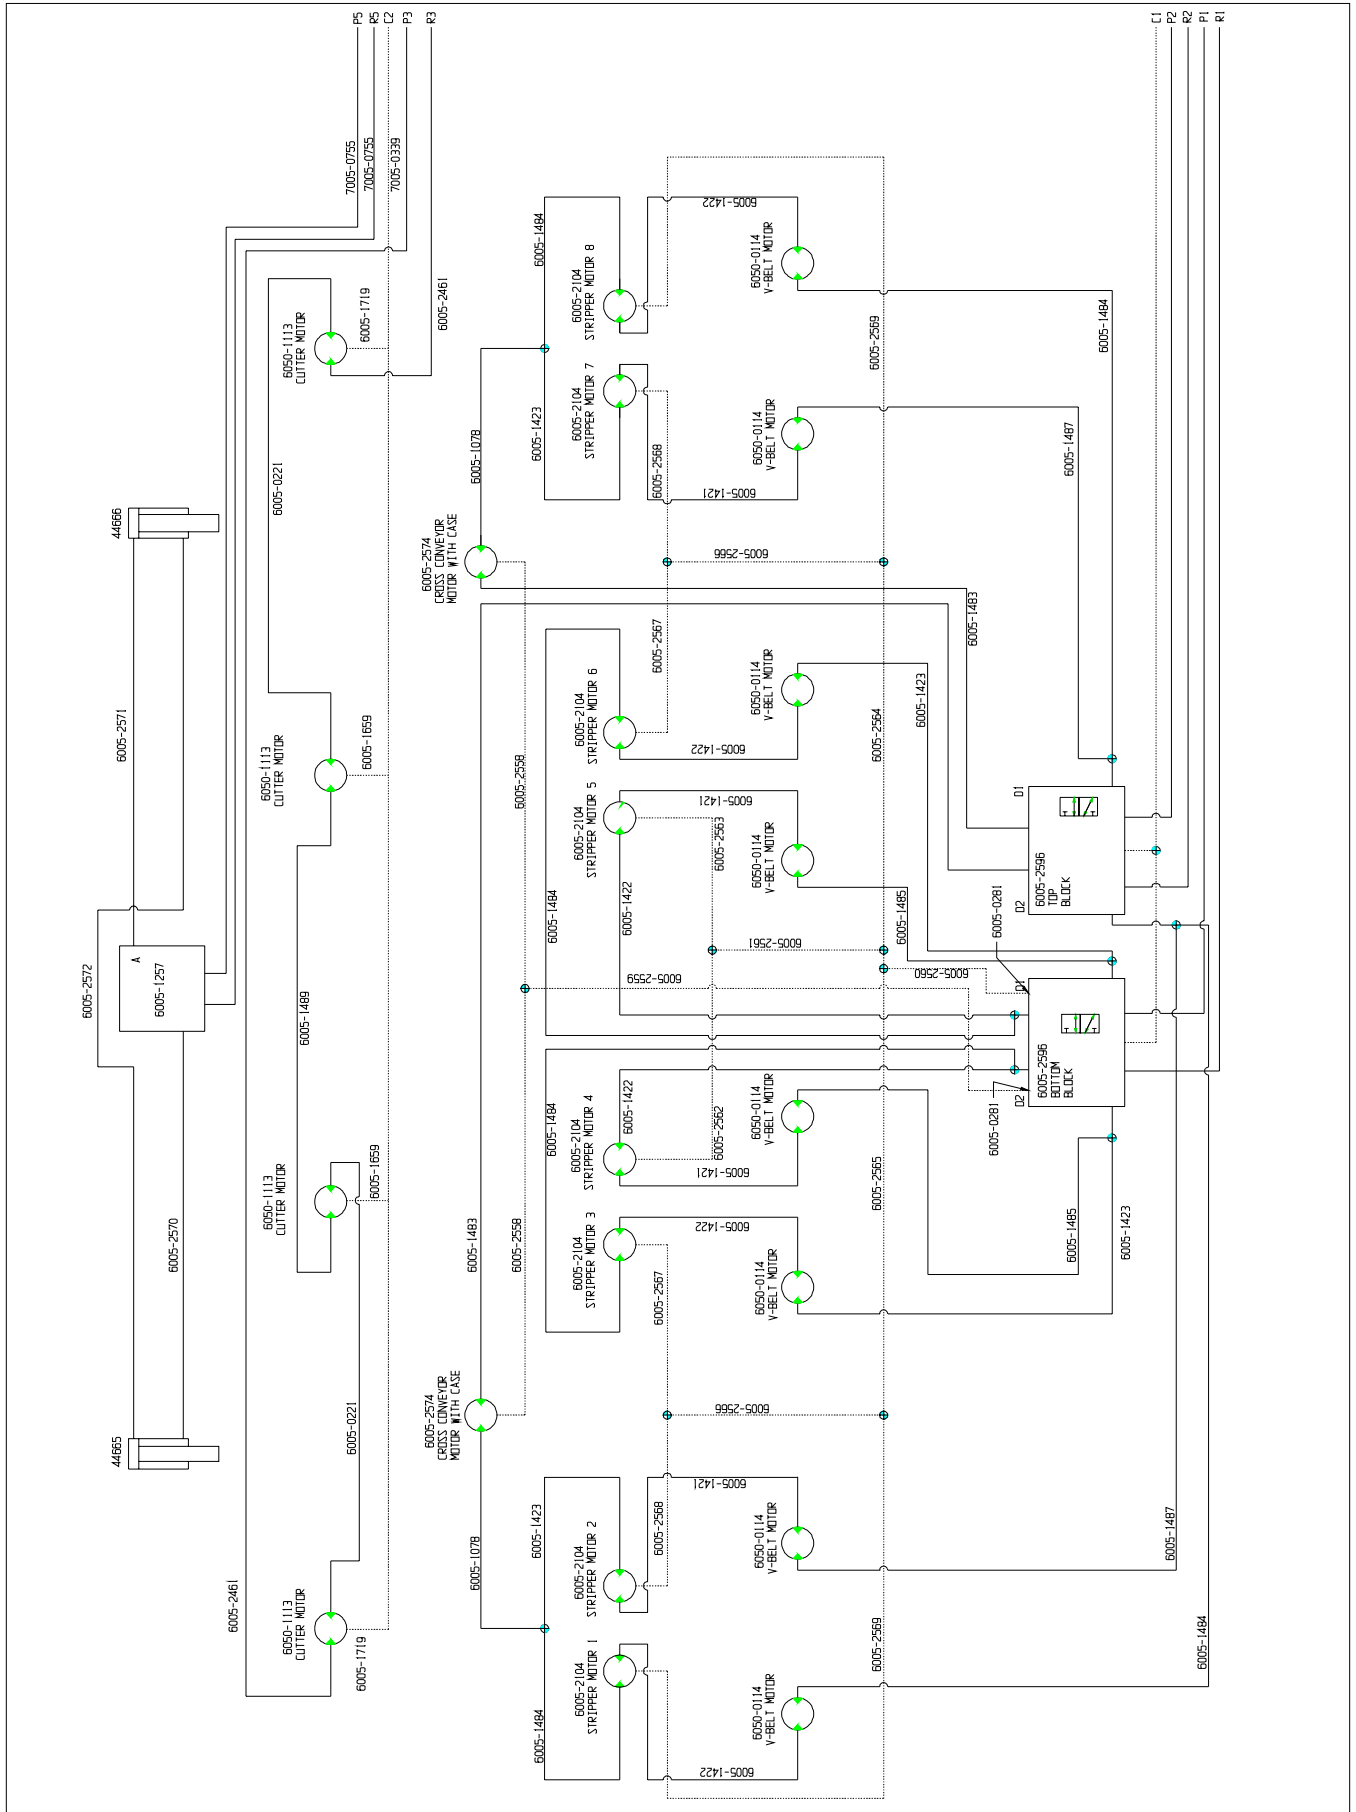 6005-2572
44665
6005-2571
44666
A
6005-1257
6005-2570
6005-2461
6050-1113
CUTTER MOTOR
6050-1113
CUTTER MOTOR
6050-1113
CUTTER MOTOR
6050-1113
CUTTER MOTOR
6005-1489
6005-0221
6005-0221
6005-1719
6005-1659
6005-1659
6005-1719
7005-0755
7005-0755
7005-0339
6005-2461
P5
R5
C2
P3
R3
6005-2574
CROSS CONVEYOR
MOTOR WITH CASE
6005-2574
CROSS CONVEYOR
MOTOR WITH CASE
6005-1078
6005-1483
6005-1078
6005-2558
6005-2558
6005-1484
6005-1423
6005-1484
6005-1484
6005-1423
6005-1484
6005-2104
STRIPPER MOTOR 1
6005-2104
STRIPPER MOTOR 2
6005-2104
STRIPPER MOTOR 3
6005-2104
STRIPPER MOTOR 4
6005-2104
STRIPPER MOTOR 5
6005-2104
STRIPPER MOTOR 6
6005-2104
STRIPPER MOTOR 7
6005-2104
STRIPPER MOTOR 8
6005-1422
6005-1422
6005-2559
6005-2568
6005-2567
6005-2562
6005-2563
6005-2567
6005-2568
6005-1422
6005-1421
6005-1422
6005-1421
6005-1421
6005-1422
6005-1421
6005-1422
6005-2566
6005-2561
6005-2566
6050-0114
V-BELT MOTOR
6050-0114
V-BELT MOTOR
6050-0114
V-BELT MOTOR
6050-0114
V-BELT MOTOR
6050-0114
V-BELT MOTOR
6050-0114
V-BELT MOTOR
6050-0114
V-BELT MOTOR
6050-0114
V-BELT MOTOR
6005-2569
6005-2565
6005-2564
6005-2569
6005-1485
6005-1423
6005-2560
6005-1483
6005-0281
6005-0281
D2
D1
6005-2596
BOTTOM
BLOCK
D2
D1
6005-2596
TOP
BLOCK
6005-1485
6005-1487
6005-1423
6005-1484
6005-1487
6005-1484
C1
P2
R2
P1
R1